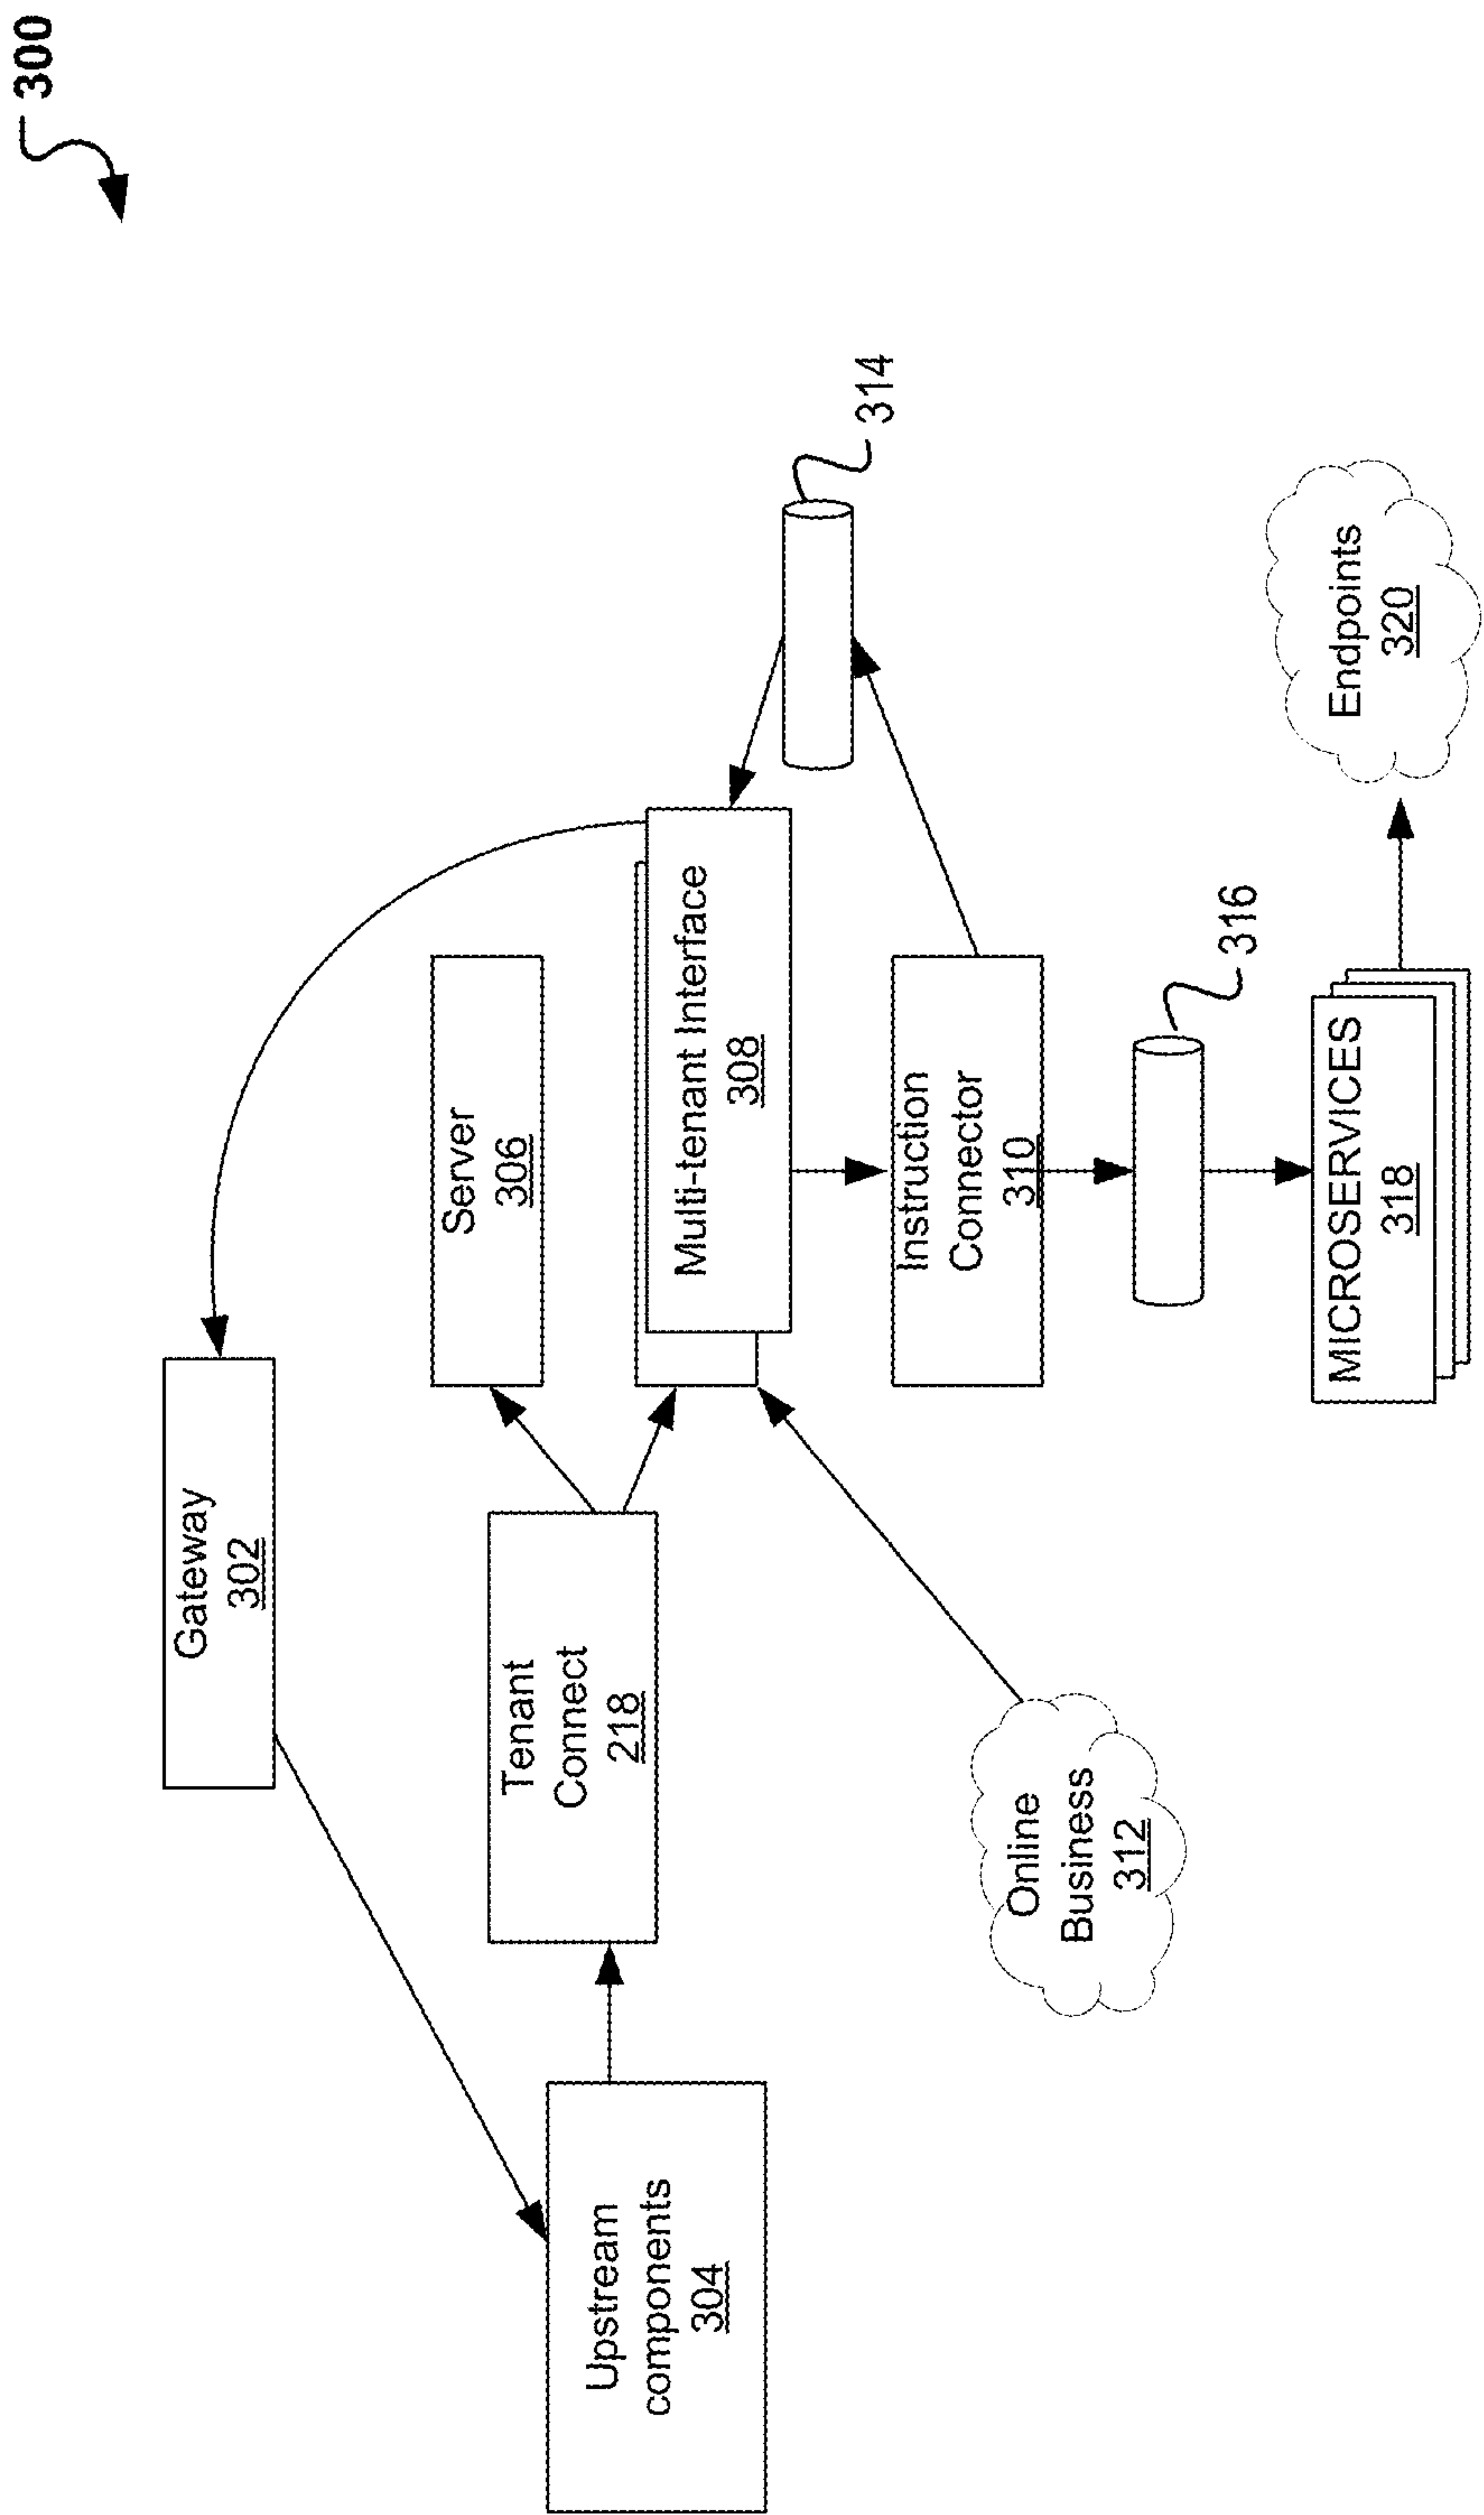 300
Gateway
302
Server
306
Tenant
Connect
218
Upstream
components
304
Multi-tenant Interface
308
314
Instruction
Connector
310
Online
Business
312
316
MICROSERVICES
318
Endpoints
320